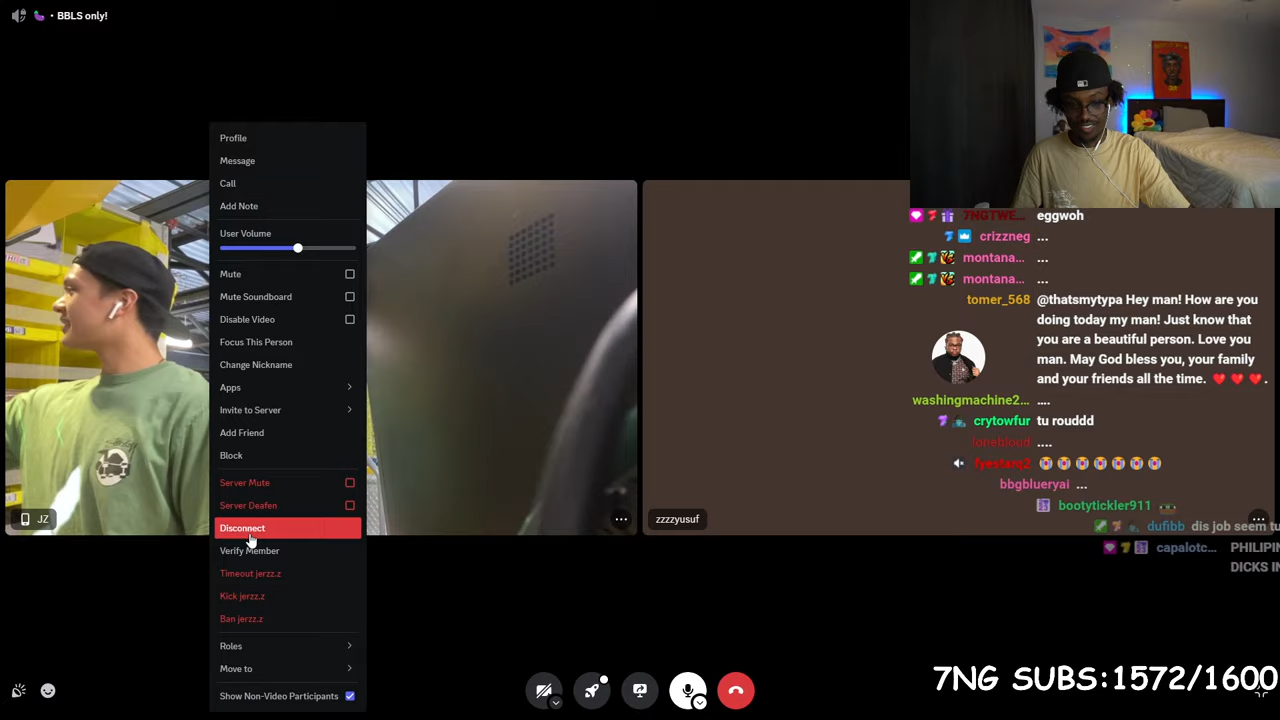 BBLS only!
Profile
Message
Call
Add Note
User Volume
Mute
Mute Soundboard
Disable Video
Focus This Person
Change Nickname
Apps
Invite to Server
Add Friend
Block
Server Mute
Server Deafen
Disconnect
Verify Member
Timeout jerzz.z
Kick jerzz.z
Ban jerzz.z
Roles
Move to
Show Non-Video Participants
JZ
zzzzyusuf
7NGTWE... eggwoh
crizzneg ...
montana... ...
montana... ...
tomer_568 @thatsmytypa Hey man! How are you
doing today my man! Just know that
you are a beautiful person. Love you
man. May God bless you, your family
and your friends all the time. ❤️ ❤️ ❤️ .
washingmachine2... ....
crytowfur tu rouddd
lonebloud ....
fyestarq2 😭 😭 😭 😭 😭 😭 😭
bbgblueryai ...
bootytickler911
dufibb dis job seem tu
capalotc... PHILIPIN
DICKS IN
7NG SUBS:1572/1600